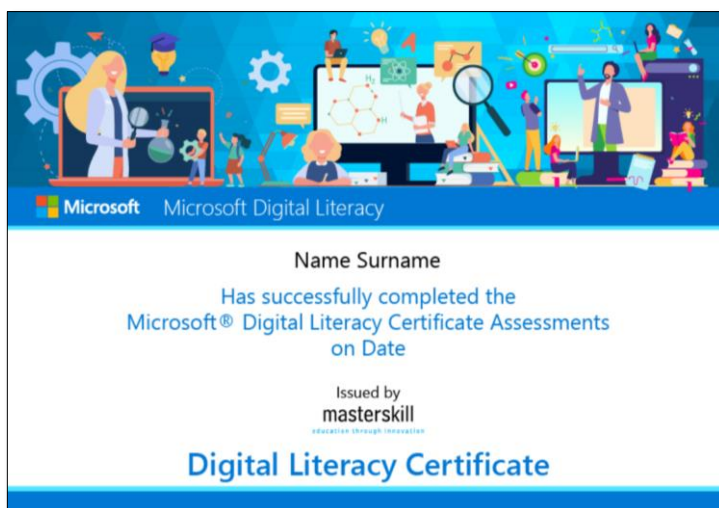 H₂
H
Microsoft Microsoft Digital Literacy
Name Surname
Has successfully completed the
Microsoft® Digital Literacy Certificate Assessments
on Date
Issued by
masterskill
education through innovation
Digital Literacy Certificate